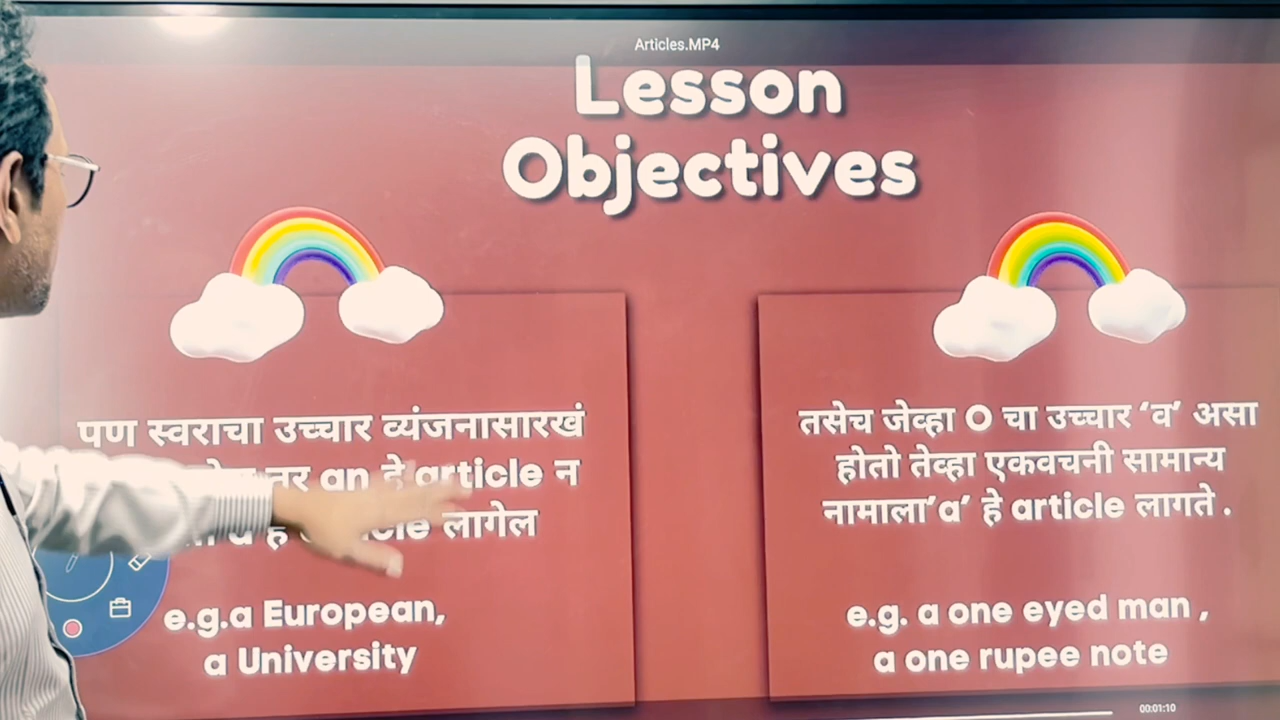 Articles.MP4
Lesson
Objectives
पण स्वराचा उच्चार व्यंजनासारखं
तर an हे article न
a हे लागेल
e.g.a European,
a University
तसेच जेव्हा O चा उच्चार ‘व’ असा
होतो तेव्हा एकवचनी सामान्य
नामाला’a‘ हे article लागते .
e.g. a one eyed man ,
a one rupee note
00:01:10